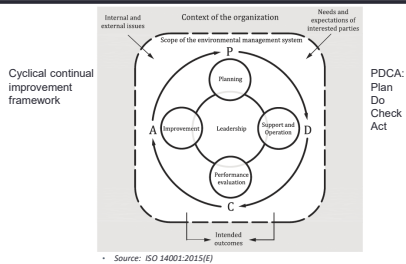 Cyclical continual
improvement
framework
Internal and
external issues
Context of the organization
Needs and
expectations of
interested parties
Scope of the environmental management system
P
Planning
A
Improvement
Leadership
Support and
Operation
D
Performance
evaluation
C
Intended
outcomes
PDCA:
Plan
Do
Check
Act
• Source: ISO 14001:2015(E)